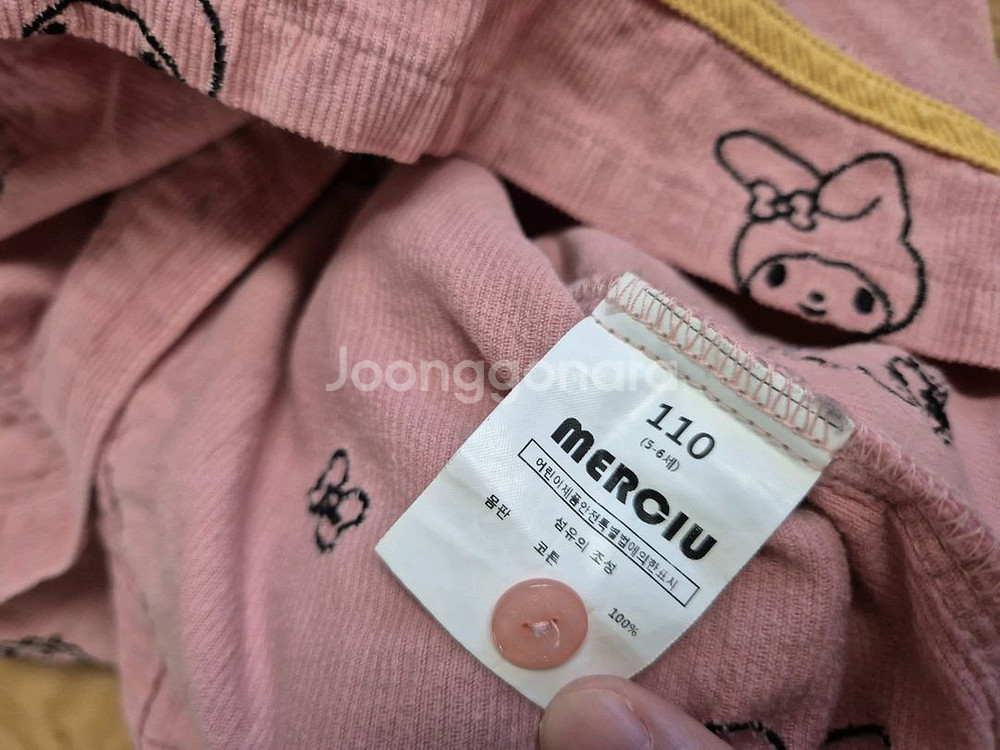 Joonggonara
110
(5-6세)
MERCIU
어린이제품안전특별법에의한표시
섬유의 조성
몸판
코튼
100%